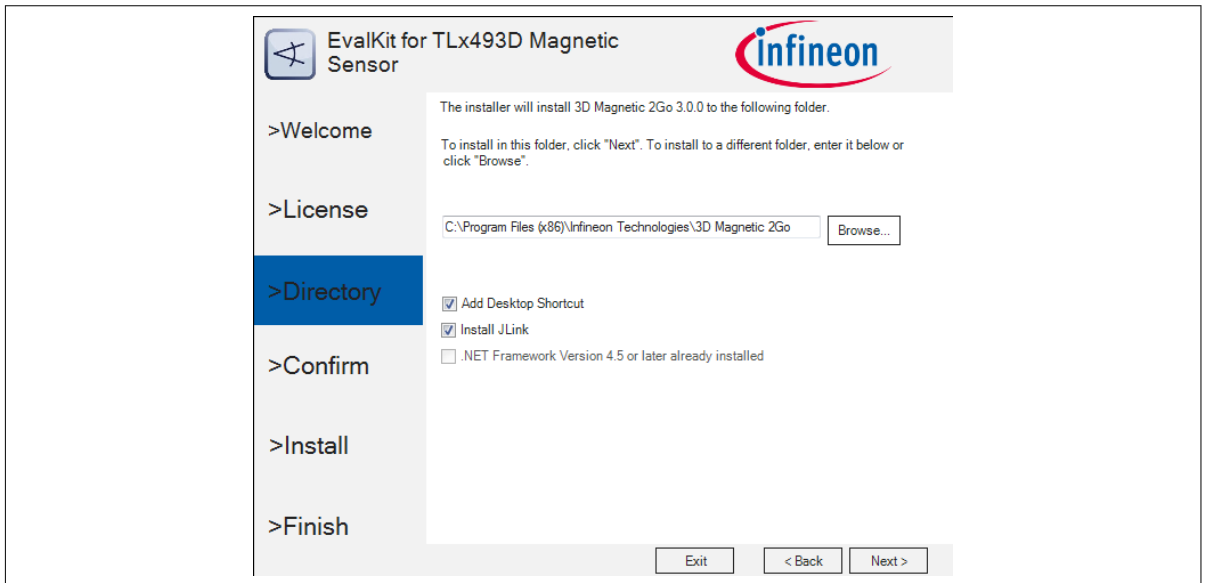 EvalKit for TLx493D Magnetic
Sensor
infineon
>Welcome
>License
>Directory
>Confirm
>Install
>Finish
The installer will install 3D Magnetic 2Go 3.0.0 to the following folder.
To install in this folder, click "Next". To install to a different folder, enter it below or
click "Browse".
C:\Program Files (x86)\Infineon Technologies\3D Magnetic 2Go
Browse...
Add Desktop Shortcut
Install JLink
.NET Framework Version 4.5 or later already installed
Exit
< Back
Next >